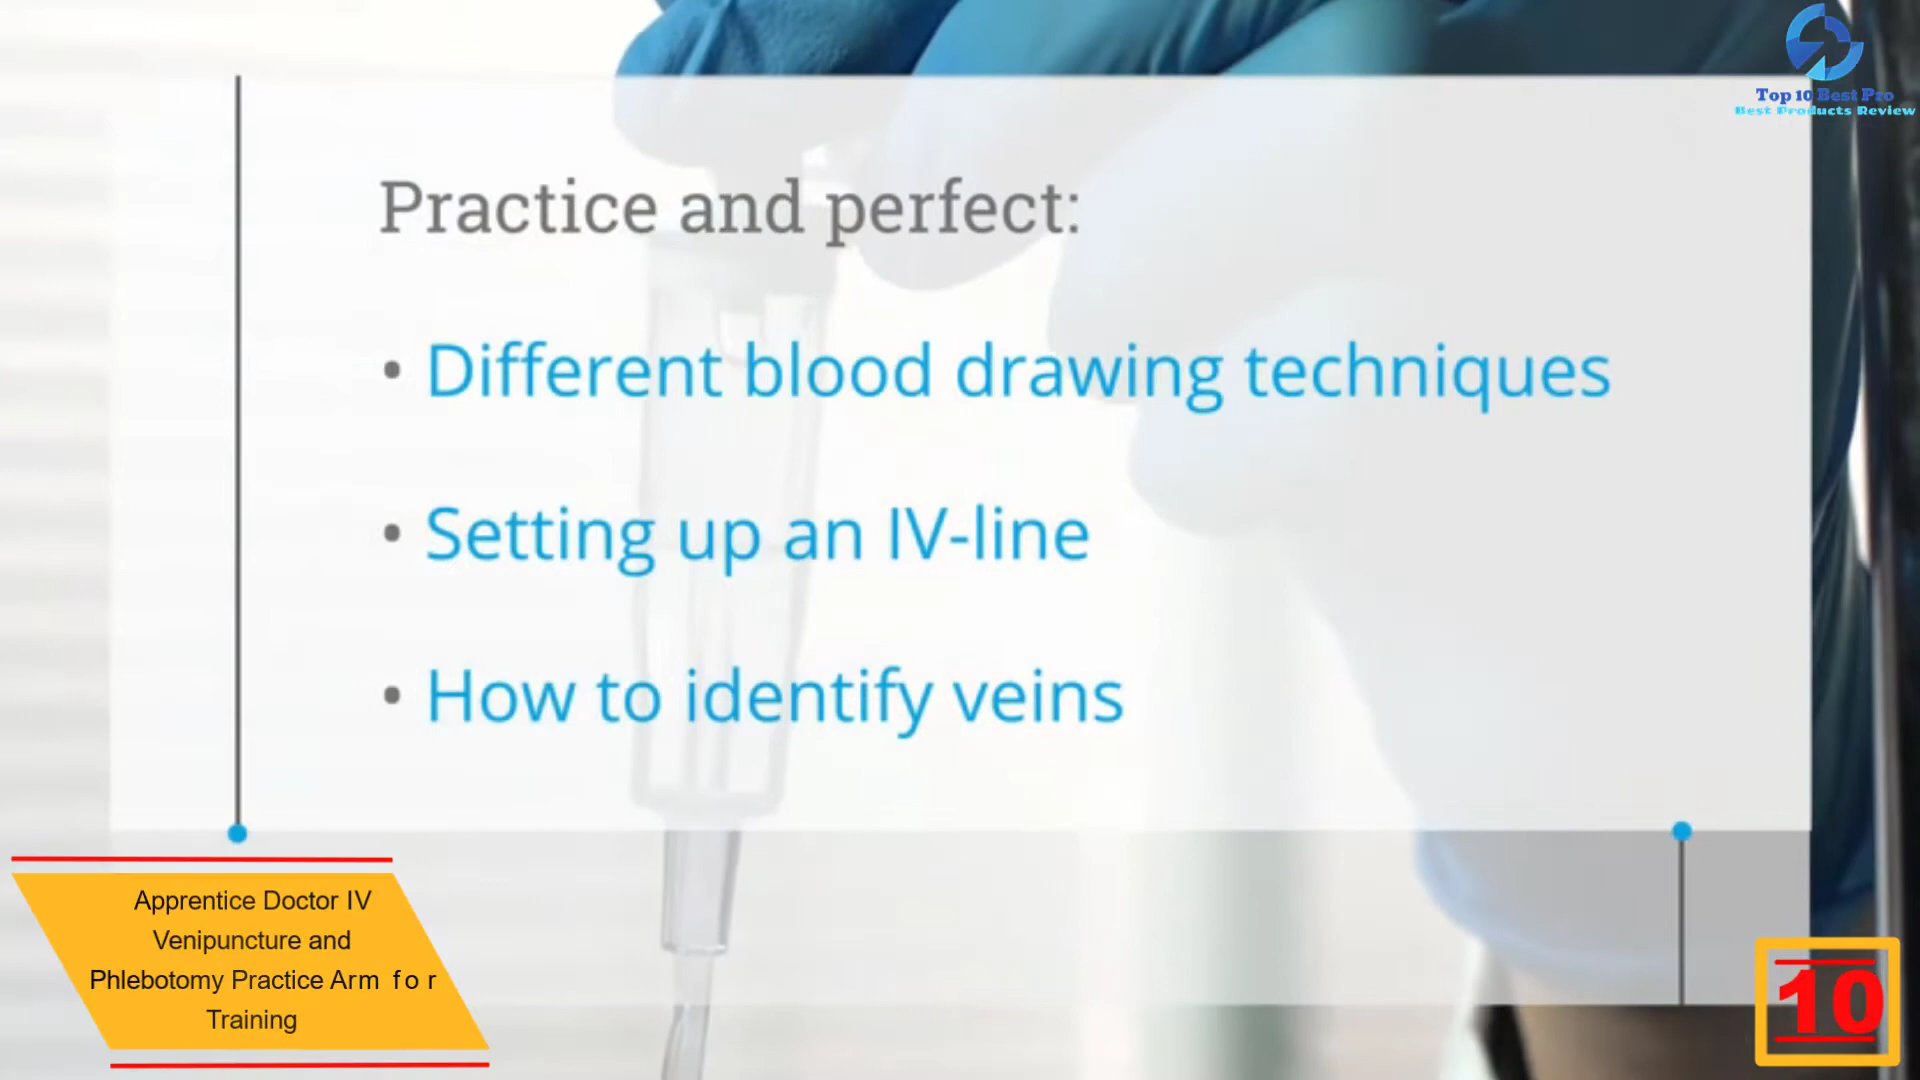 Top 10 Best Pro
Best Products Review
Practice and perfect:
• Different blood drawing techniques
• Setting up an IV-line
• How to identify veins
Apprentice Doctor IV
Venipuncture and
Phlebotomy Practice Arm for
Training
10